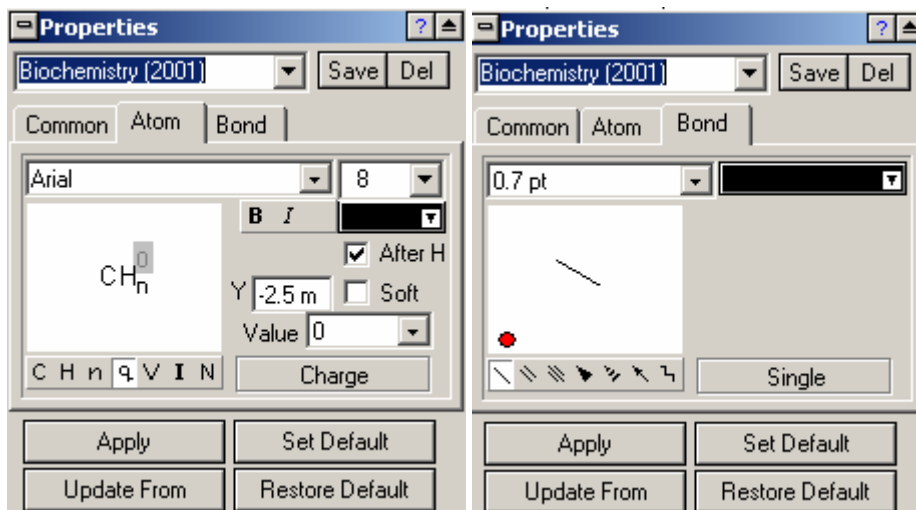 Properties ?
Biochemistry (2001) Save Del
Common Atom Bond
Arial 8
B I
After H
CH n 0
Y -2.5 m Soft
Value 0
C H n q V I N Charge
Apply Set Default
Update From Restore Default
Properties ?
Biochemistry (2001) Save Del
Common Atom Bond
0.7 pt
Single
Apply Set Default
Update From Restore Default